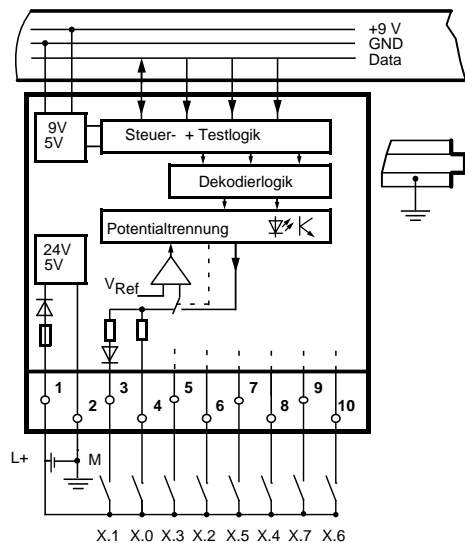 +9 V
GND
Data
9V
5V
Steuer- + Testlogik
Dekodierlogik
Potentialtrennung
24V
5V
VRef
1
2
3
4
5
6
7
8
9
10
L+
M
X.1 X.0 X.3 X.2 X.5 X.4 X.7 X.6